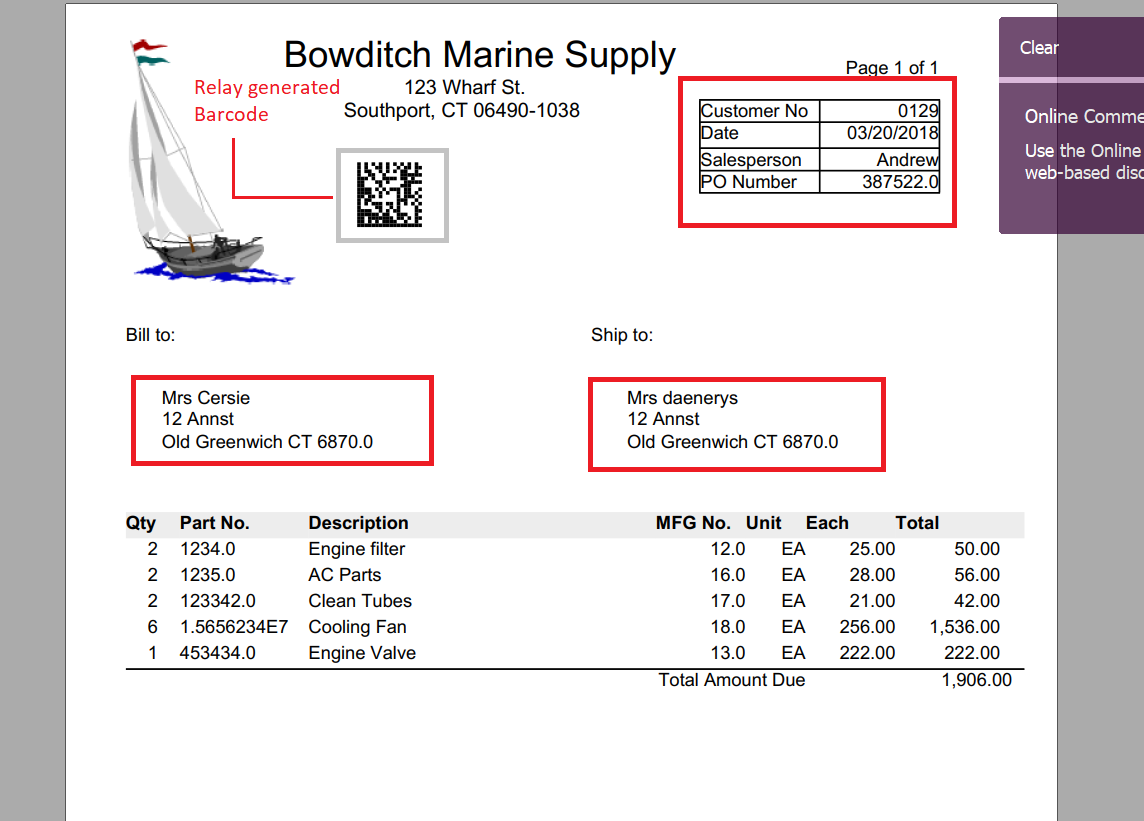 Bowditch Marine Supply
123 Wharf St.
Southport, CT 06490-1038
Relay generated
Barcode
Page 1 of 1
Customer No 0129
Date 03/20/2018
Salesperson Andrew
PO Number 387522.0
Clear
Online Comme
Use the Online
web-based disc
Bill to:
Mrs Cersie
12 Annst
Old Greenwich CT 6870.0
Ship to:
Mrs daenerys
12 Annst
Old Greenwich CT 6870.0
Qty Part No. Description MFG No. Unit Each Total
2 1234.0 Engine filter 12.0 EA 25.00 50.00
2 1235.0 AC Parts 16.0 EA 28.00 56.00
2 123342.0 Clean Tubes 17.0 EA 21.00 42.00
6 1.5656234E7 Cooling Fan 18.0 EA 256.00 1,536.00
1 453434.0 Engine Valve 13.0 EA 222.00 222.00
Total Amount Due 1,906.00